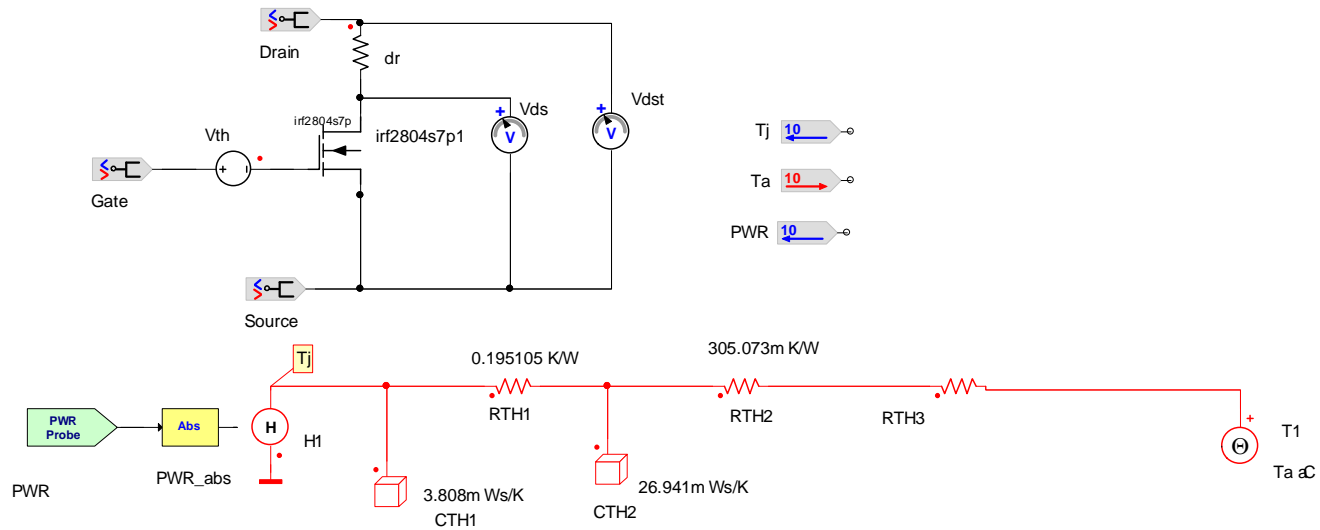 Drain
dr
irf2804s7p
irf2804s7p1
Vds
+
V
Vdst
+
V
Vth
+
Gate
Source
Tj 10
Ta 10
PWR 10
Tj
0.195105 K/W
305.073m K/W
RTH1
RTH2
RTH3
PWR
Probe
Abs
H
H1
+
Θ
T1
Ta aC
PWR
PWR_abs
3.808m Ws/K
CTH1
26.941m Ws/K
CTH2